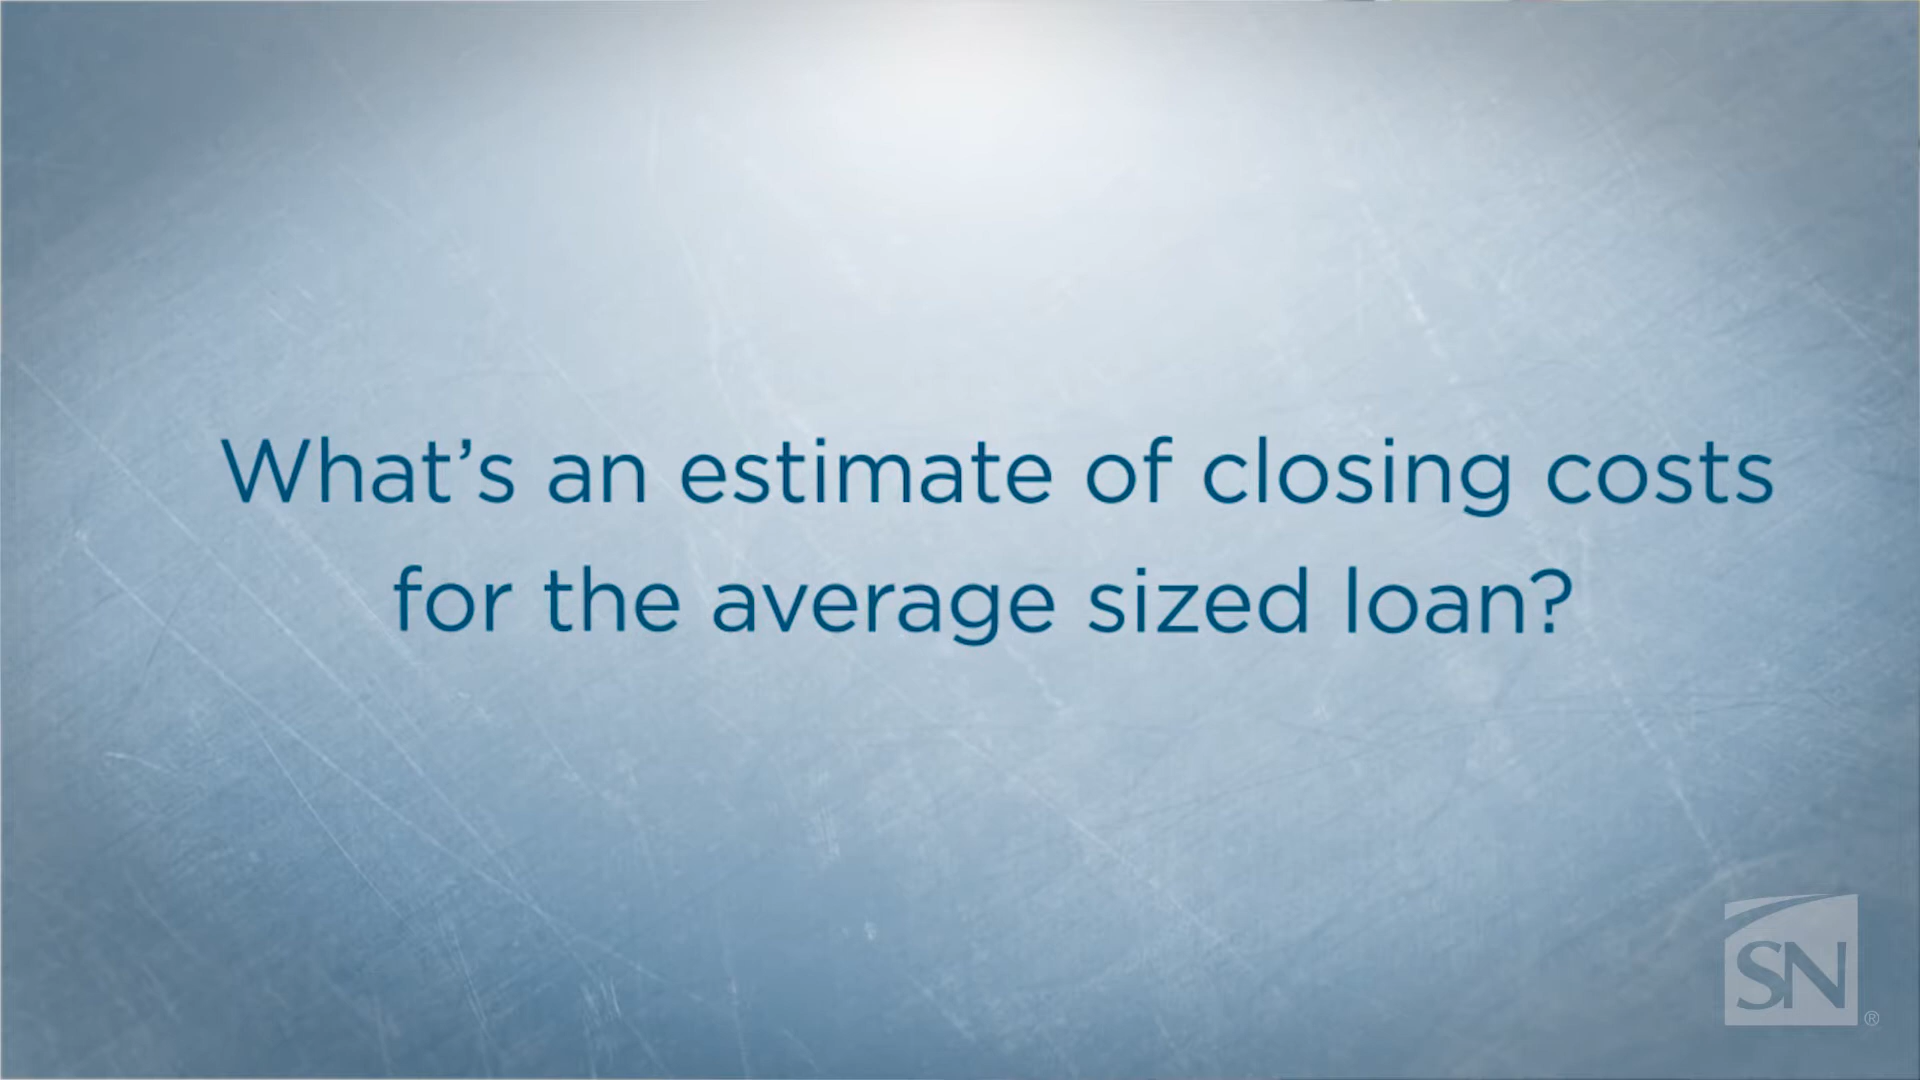 What’s an estimate of closing costs
for the average sized loan?
SN
®